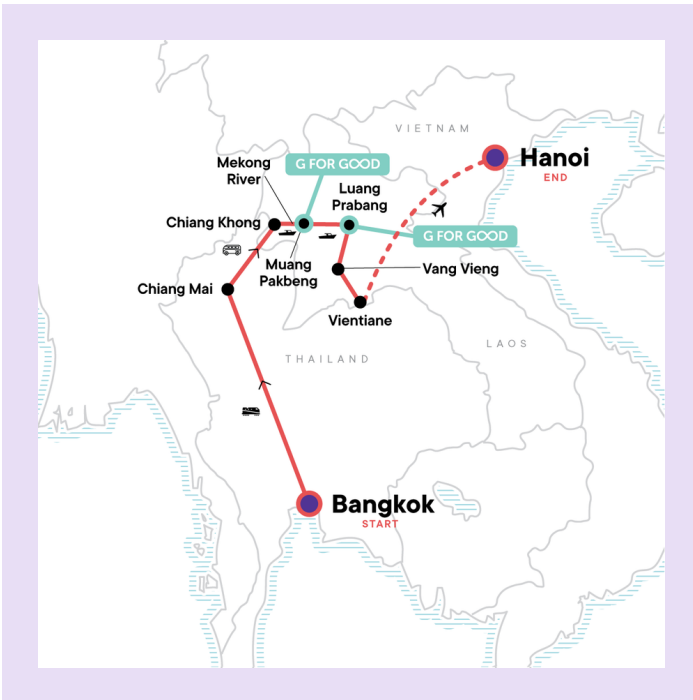 VIETNAM
Hanoi
END
Mekong
River
G FOR GOOD
Luang
Prabang
Chiang Khong
G FOR GOOD
Muang
Pakbeng
Vang Vieng
Chiang Mai
Vientiane
LAOS
THAILAND
Bangkok
START